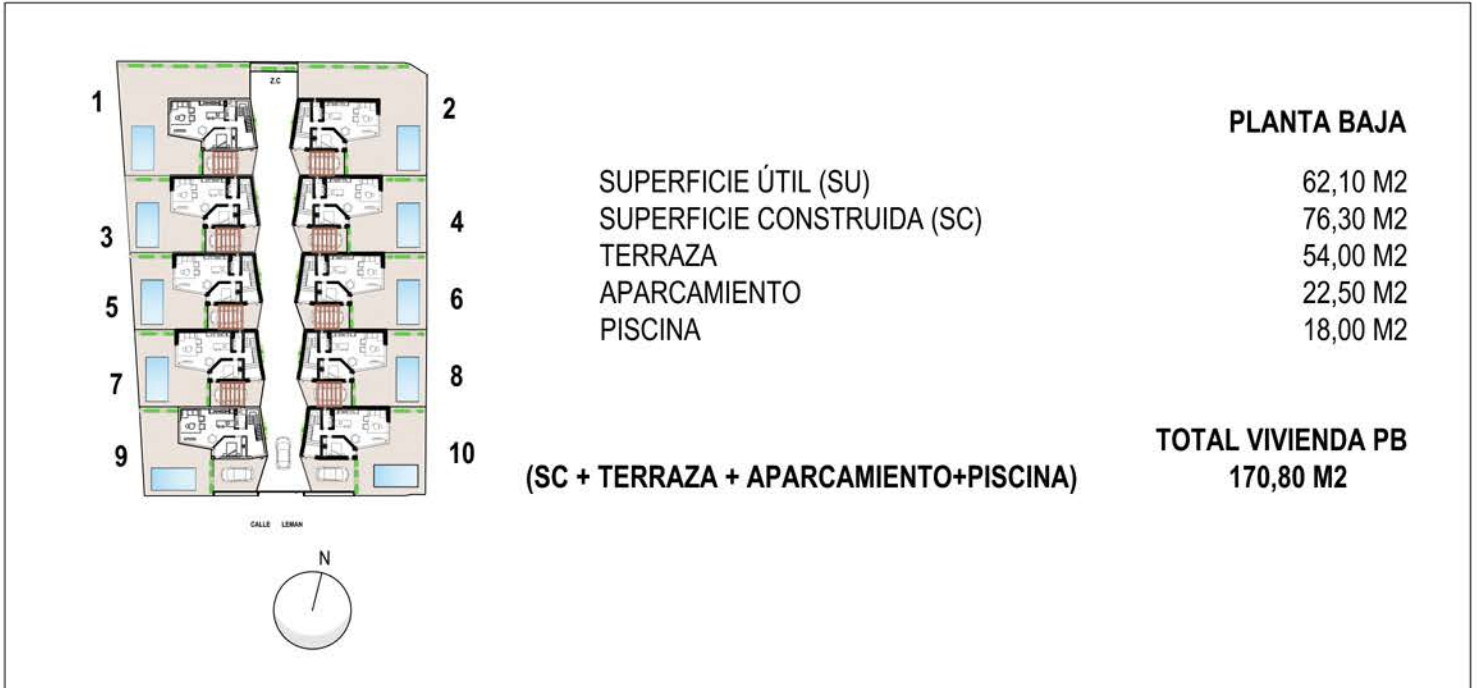 Z.C
1
2
3
4
5
6
7
8
9
10
CALLE LEMAN
N
PLANTA BAJA
SUPERFICIE ÚTIL (SU) 62,10 M2
SUPERFICIE CONSTRUIDA (SC) 76,30 M2
TERRAZA 54,00 M2
APARCAMIENTO 22,50 M2
PISCINA 18,00 M2
TOTAL VIVIENDA PB
(SC + TERRAZA + APARCAMIENTO+PISCINA) 170,80 M2